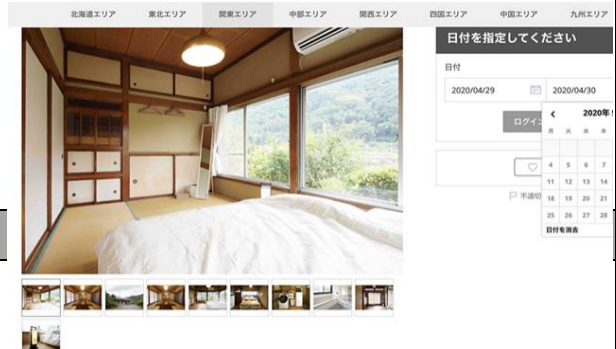 北海道エリア 東北エリア 関東エリア 中部エリア 関西エリア 四国エリア 中国エリア 九州エリア
日付を指定してください
日付
2020/04/29 2020/04/30
ログイン
2020年
月 火 水 木
4 5 6 7
11 12 13 14
18 19 20 21
25 26 27 28
不適切
日付を消去